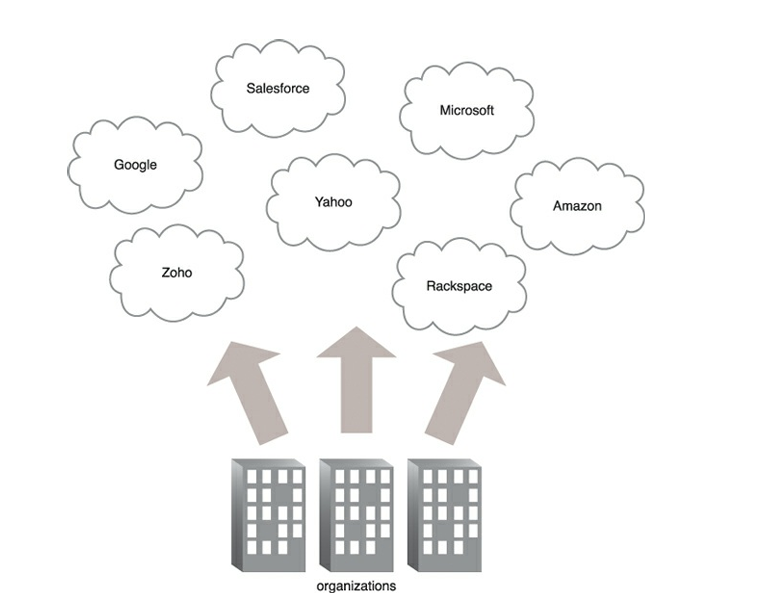 Salesforce
Microsoft
Google
Yahoo
Amazon
Zoho
Rackspace
organizations